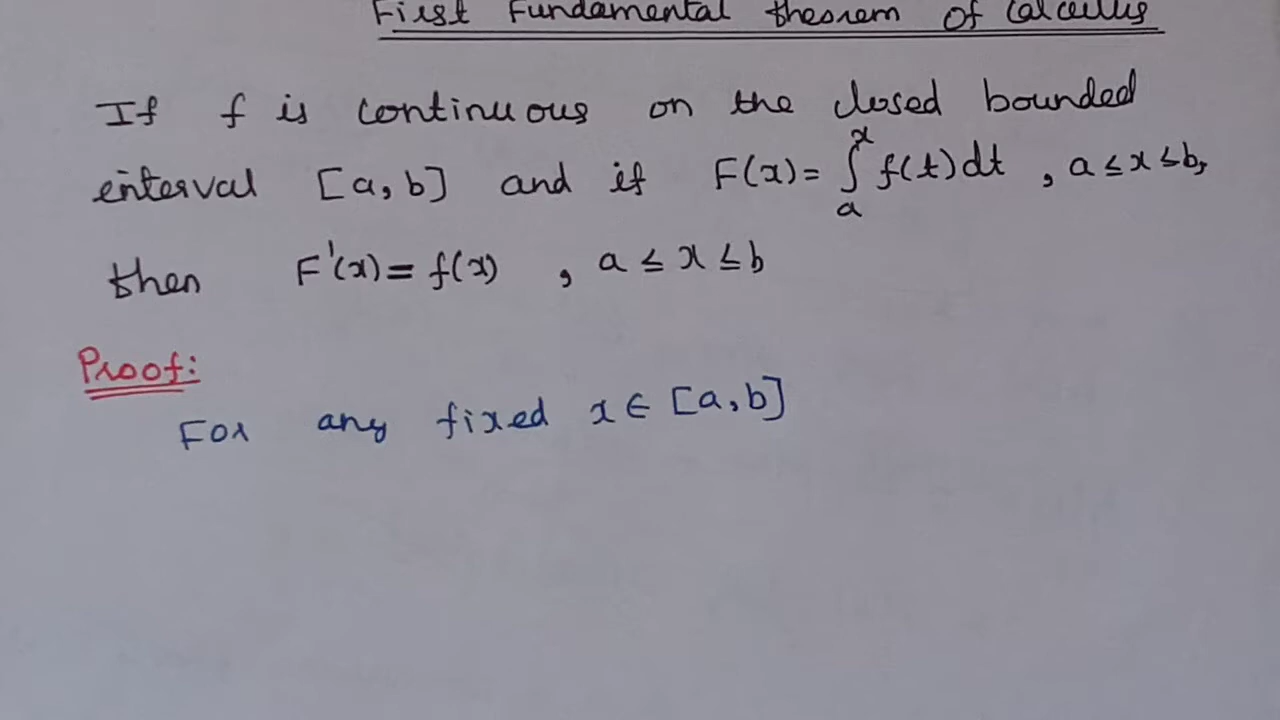 First Fundamental theorem of Calculus
If f is continuous on the closed bounded
interval [a, b] and if F(x) = ∫ₐˣ f(t) dt , a ≤ x ≤ b,
then F'(x) = f(x) , a ≤ x ≤ b
Proof:
For any fixed x ∈ [a, b]